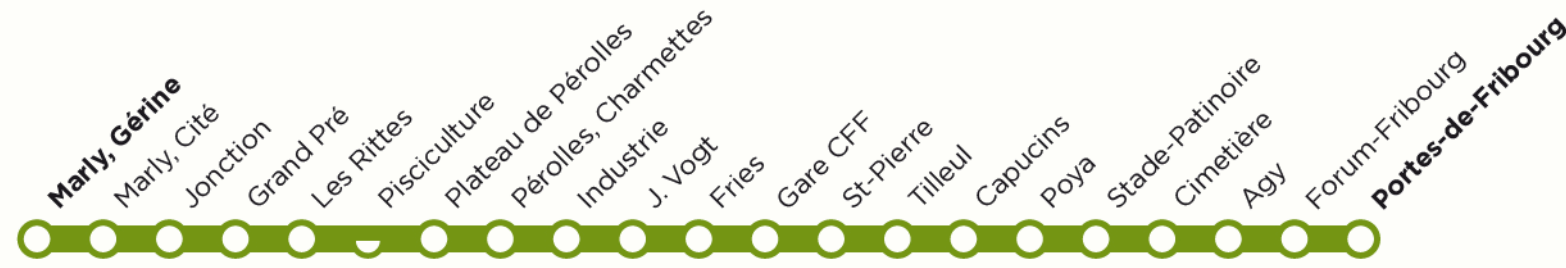 Marly, Gérine
Marly, Cité
Jonction
Grand Pré
Les Rittes
Pisciculture
Plateau de Pérolles
Pérolles, Charmettes
Industrie
J. Vogt
Fries
Gare CFF
St-Pierre
Tilleul
Capucins
Poya
Stade-Patinoire
Cimetière
Agy
Forum-Fribourg
Portes-de-Fribourg